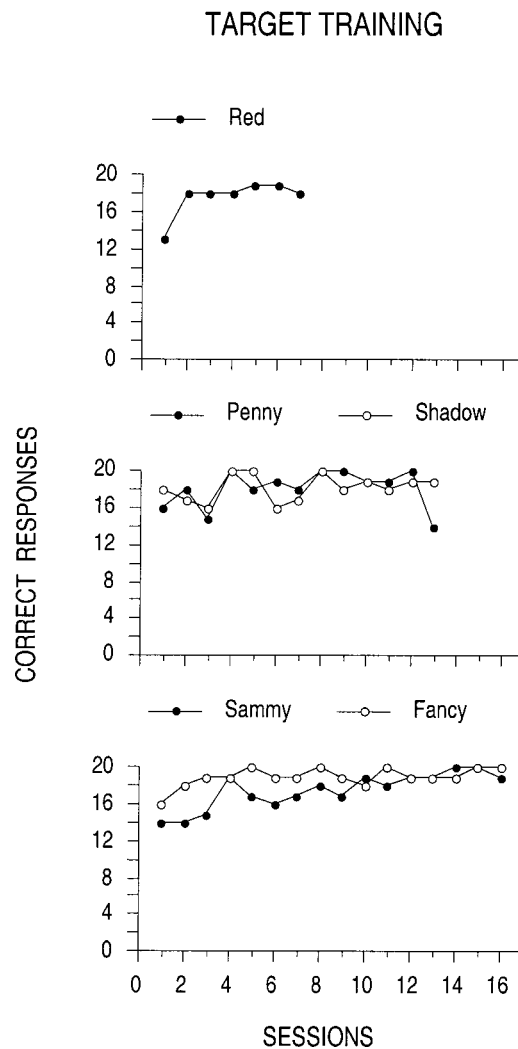 TARGET TRAINING
Red
20
16
12
8
4
0
Penny Shadow
20
16
12
8
4
0
CORRECT RESPONSES
Sammy Fancy
20
16
12
8
4
0
0 2 4 6 8 10 12 14 16
SESSIONS